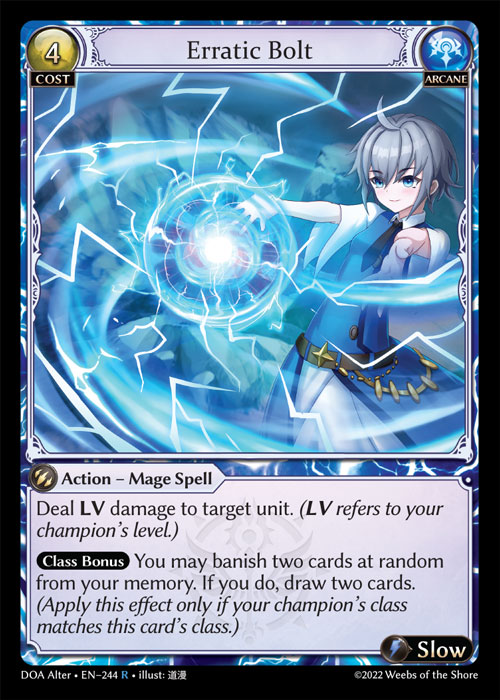 4
COST
Erratic Bolt
ARCANE
Action – Mage Spell
Deal LV damage to target unit. (LV refers to your
champion's level.)
Class Bonus You may banish two cards at random
from your memory. If you do, draw two cards.
(Apply this effect only if your champion's class
matches this card's class.)
Slow
DOA Alter • EN–244 R • illust: 道漫
©2022 Weebs of the Shore